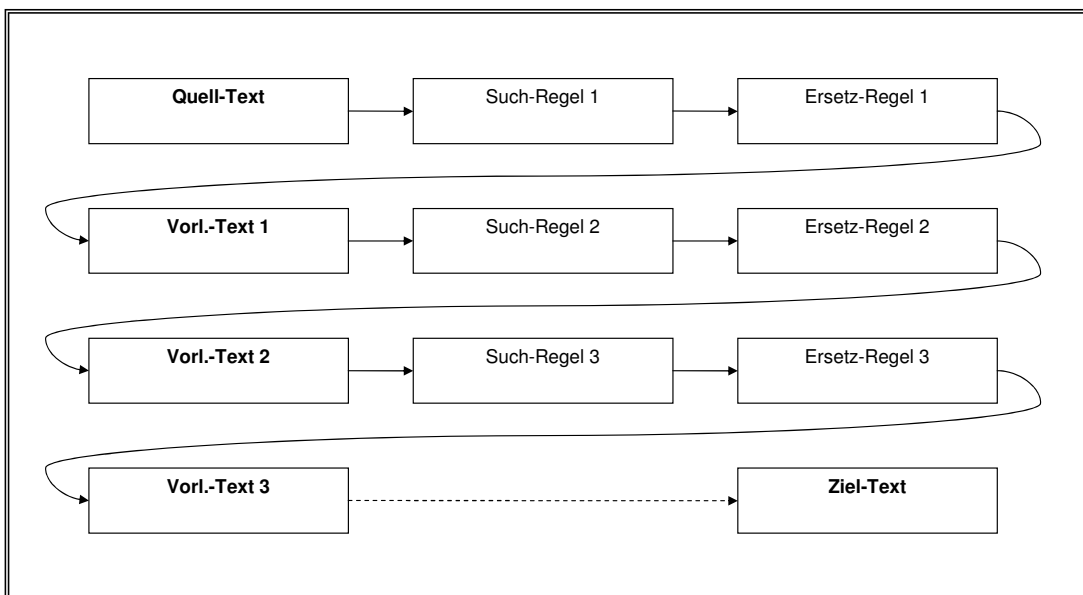 Quell-Text
Such-Regel 1
Ersetz-Regel 1
Vorl.-Text 1
Such-Regel 2
Ersetz-Regel 2
Vorl.-Text 2
Such-Regel 3
Ersetz-Regel 3
Vorl.-Text 3
Ziel-Text